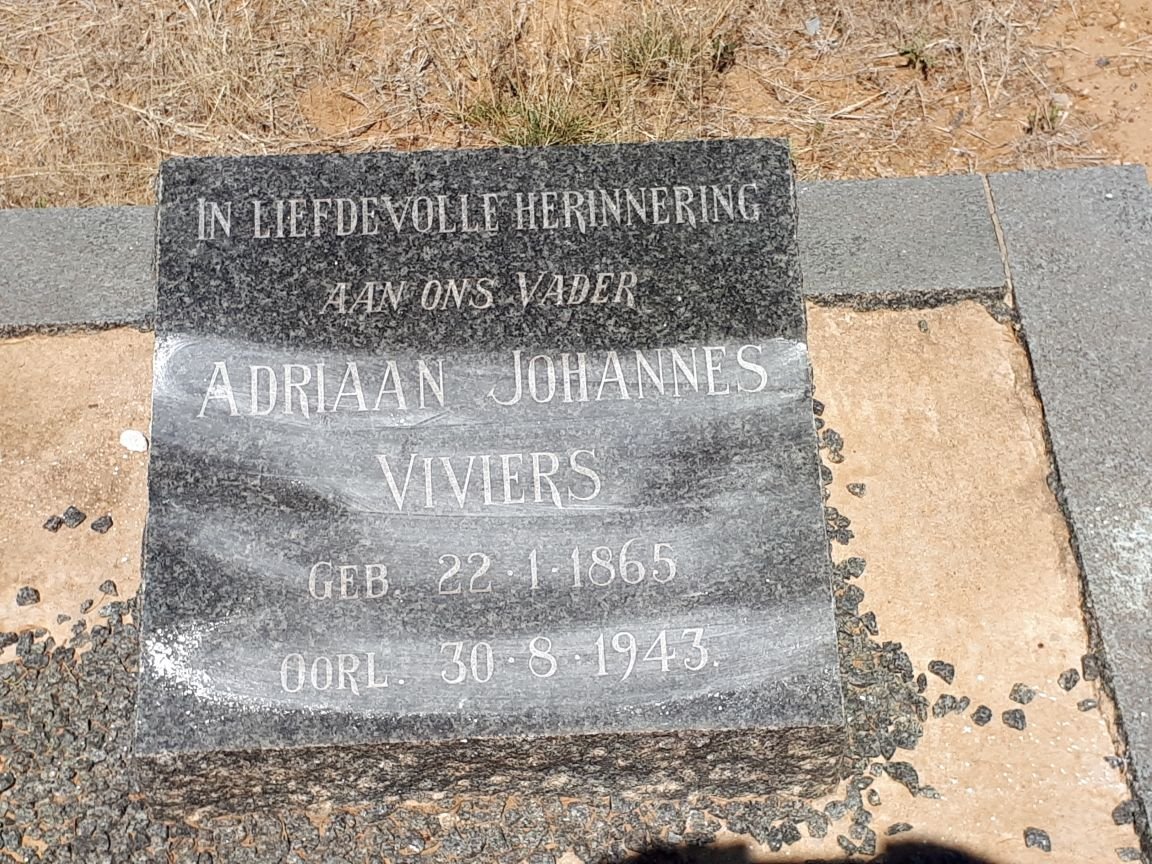 IN LIEFDEVOLLE HERINNERING
AAN ONS VADER
ADRIAAN JOHANNES
VIVIERS
GEB. 22·1·1865
OORL. 30·8·1943.